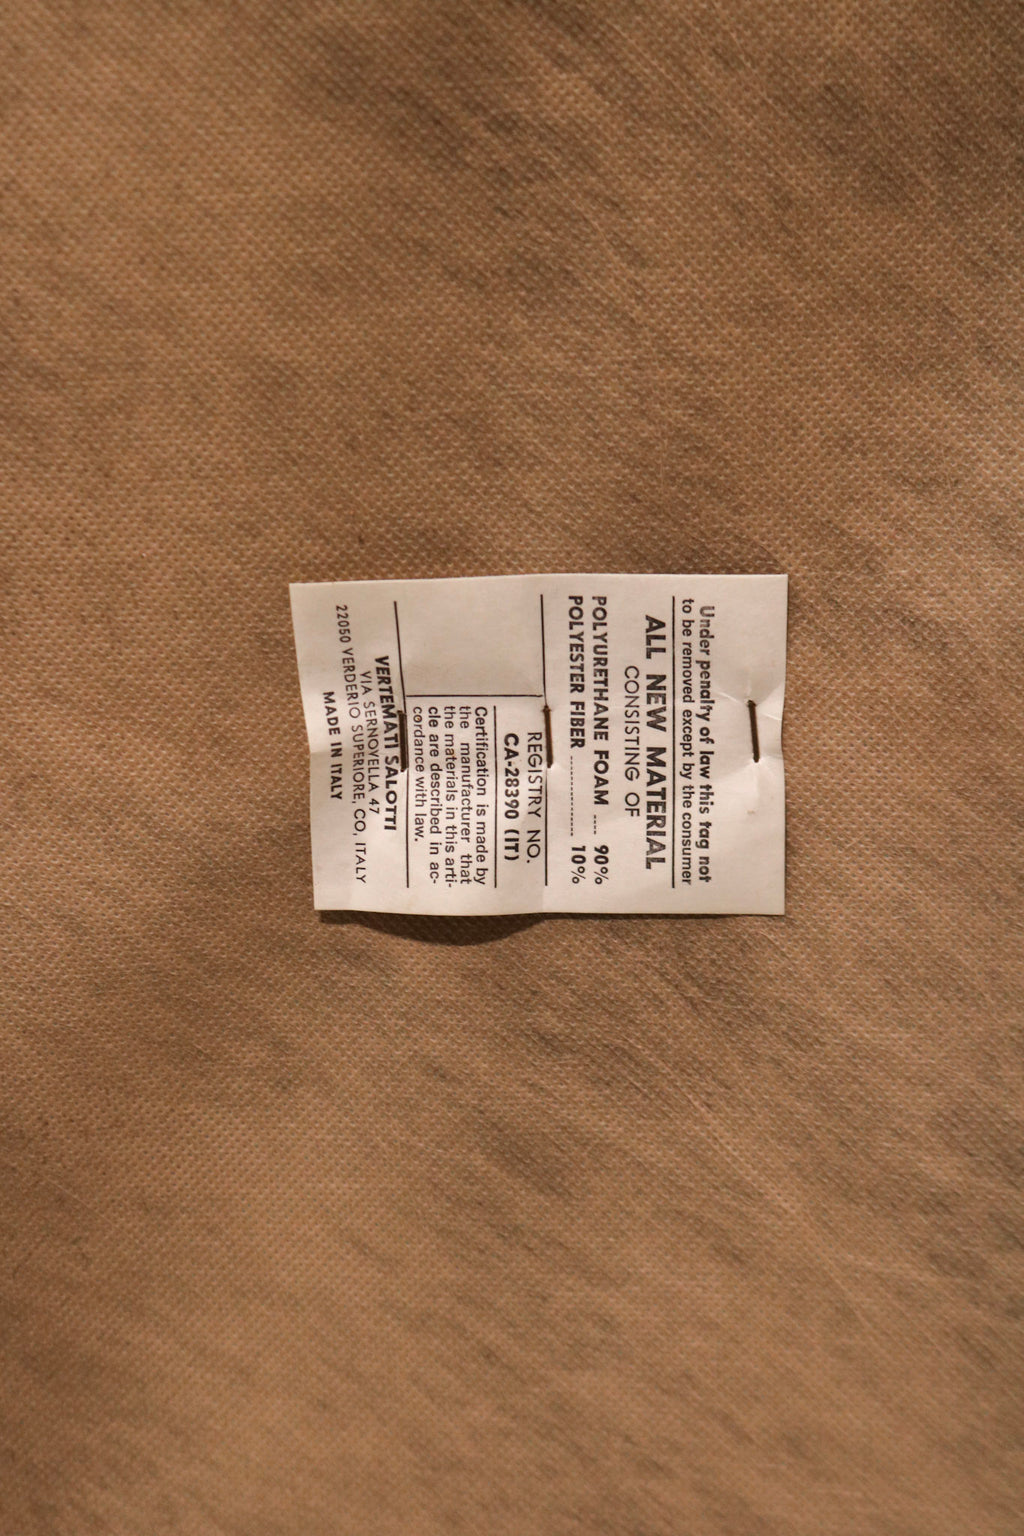 Under penalty of law this tag not
to be removed except by the consumer
ALL NEW MATERIAL
CONSISTING OF
POLYURETHANE FOAM .... 90%
POLYESTER FIBER ................ 10%
REGISTRY NO.
CA-28390 (IT)
Certification is made by
the manufacturer that
the materials in this arti-
cle are described in ac-
cordance with law.
VERTEMATI SALOTTI
VIA SERNOVELLA 47
22050 VERDERIO SUPERIORE, CO, ITALY
MADE IN ITALY